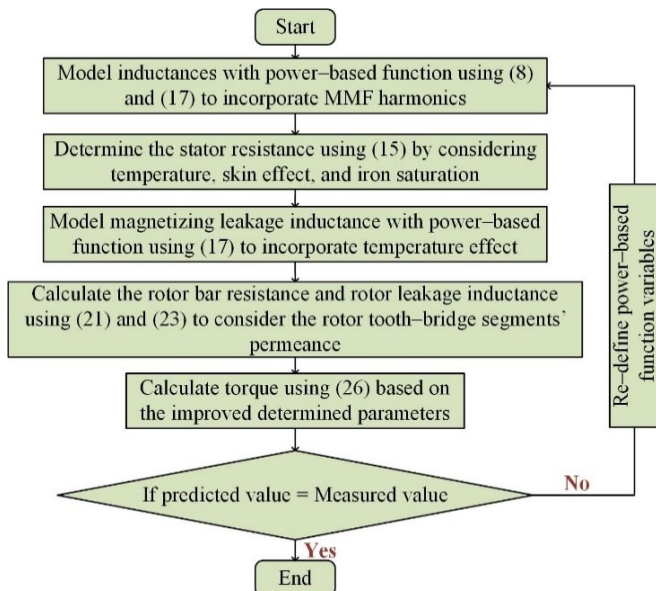 Start
Model inductances with power–based function using (8)
and (17) to incorporate MMF harmonics
Determine the stator resistance using (15) by considering
temperature, skin effect, and iron saturation
Model magnetizing leakage inductance with power–based
function using (17) to incorporate temperature effect
Calculate the rotor bar resistance and rotor leakage inductance
using (21) and (23) to consider the rotor tooth–bridge segments’
permeance
Calculate torque using (26) based on
the improved determined parameters
If predicted value = Measured value
No
Re–define power–based
function variables
Yes
End